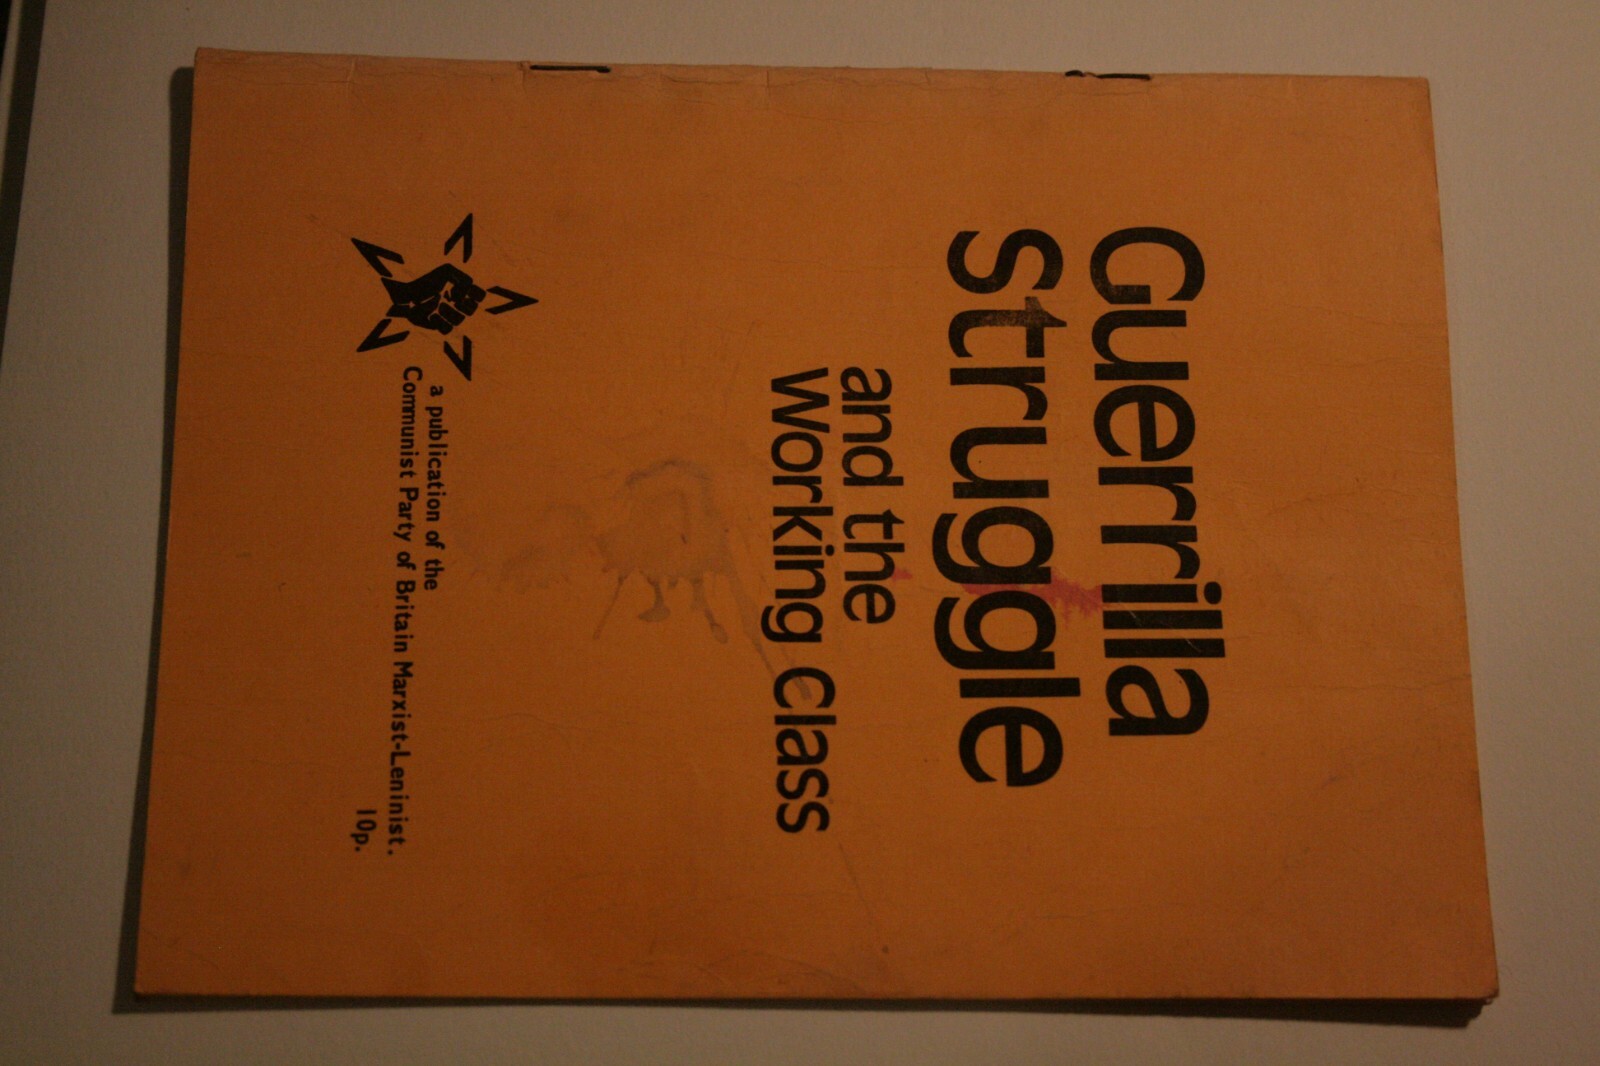 Guerrilla
Struggle
and the
Working Class
a publication of the
Communist Party of Britain Marxist-Leninist.
10p.